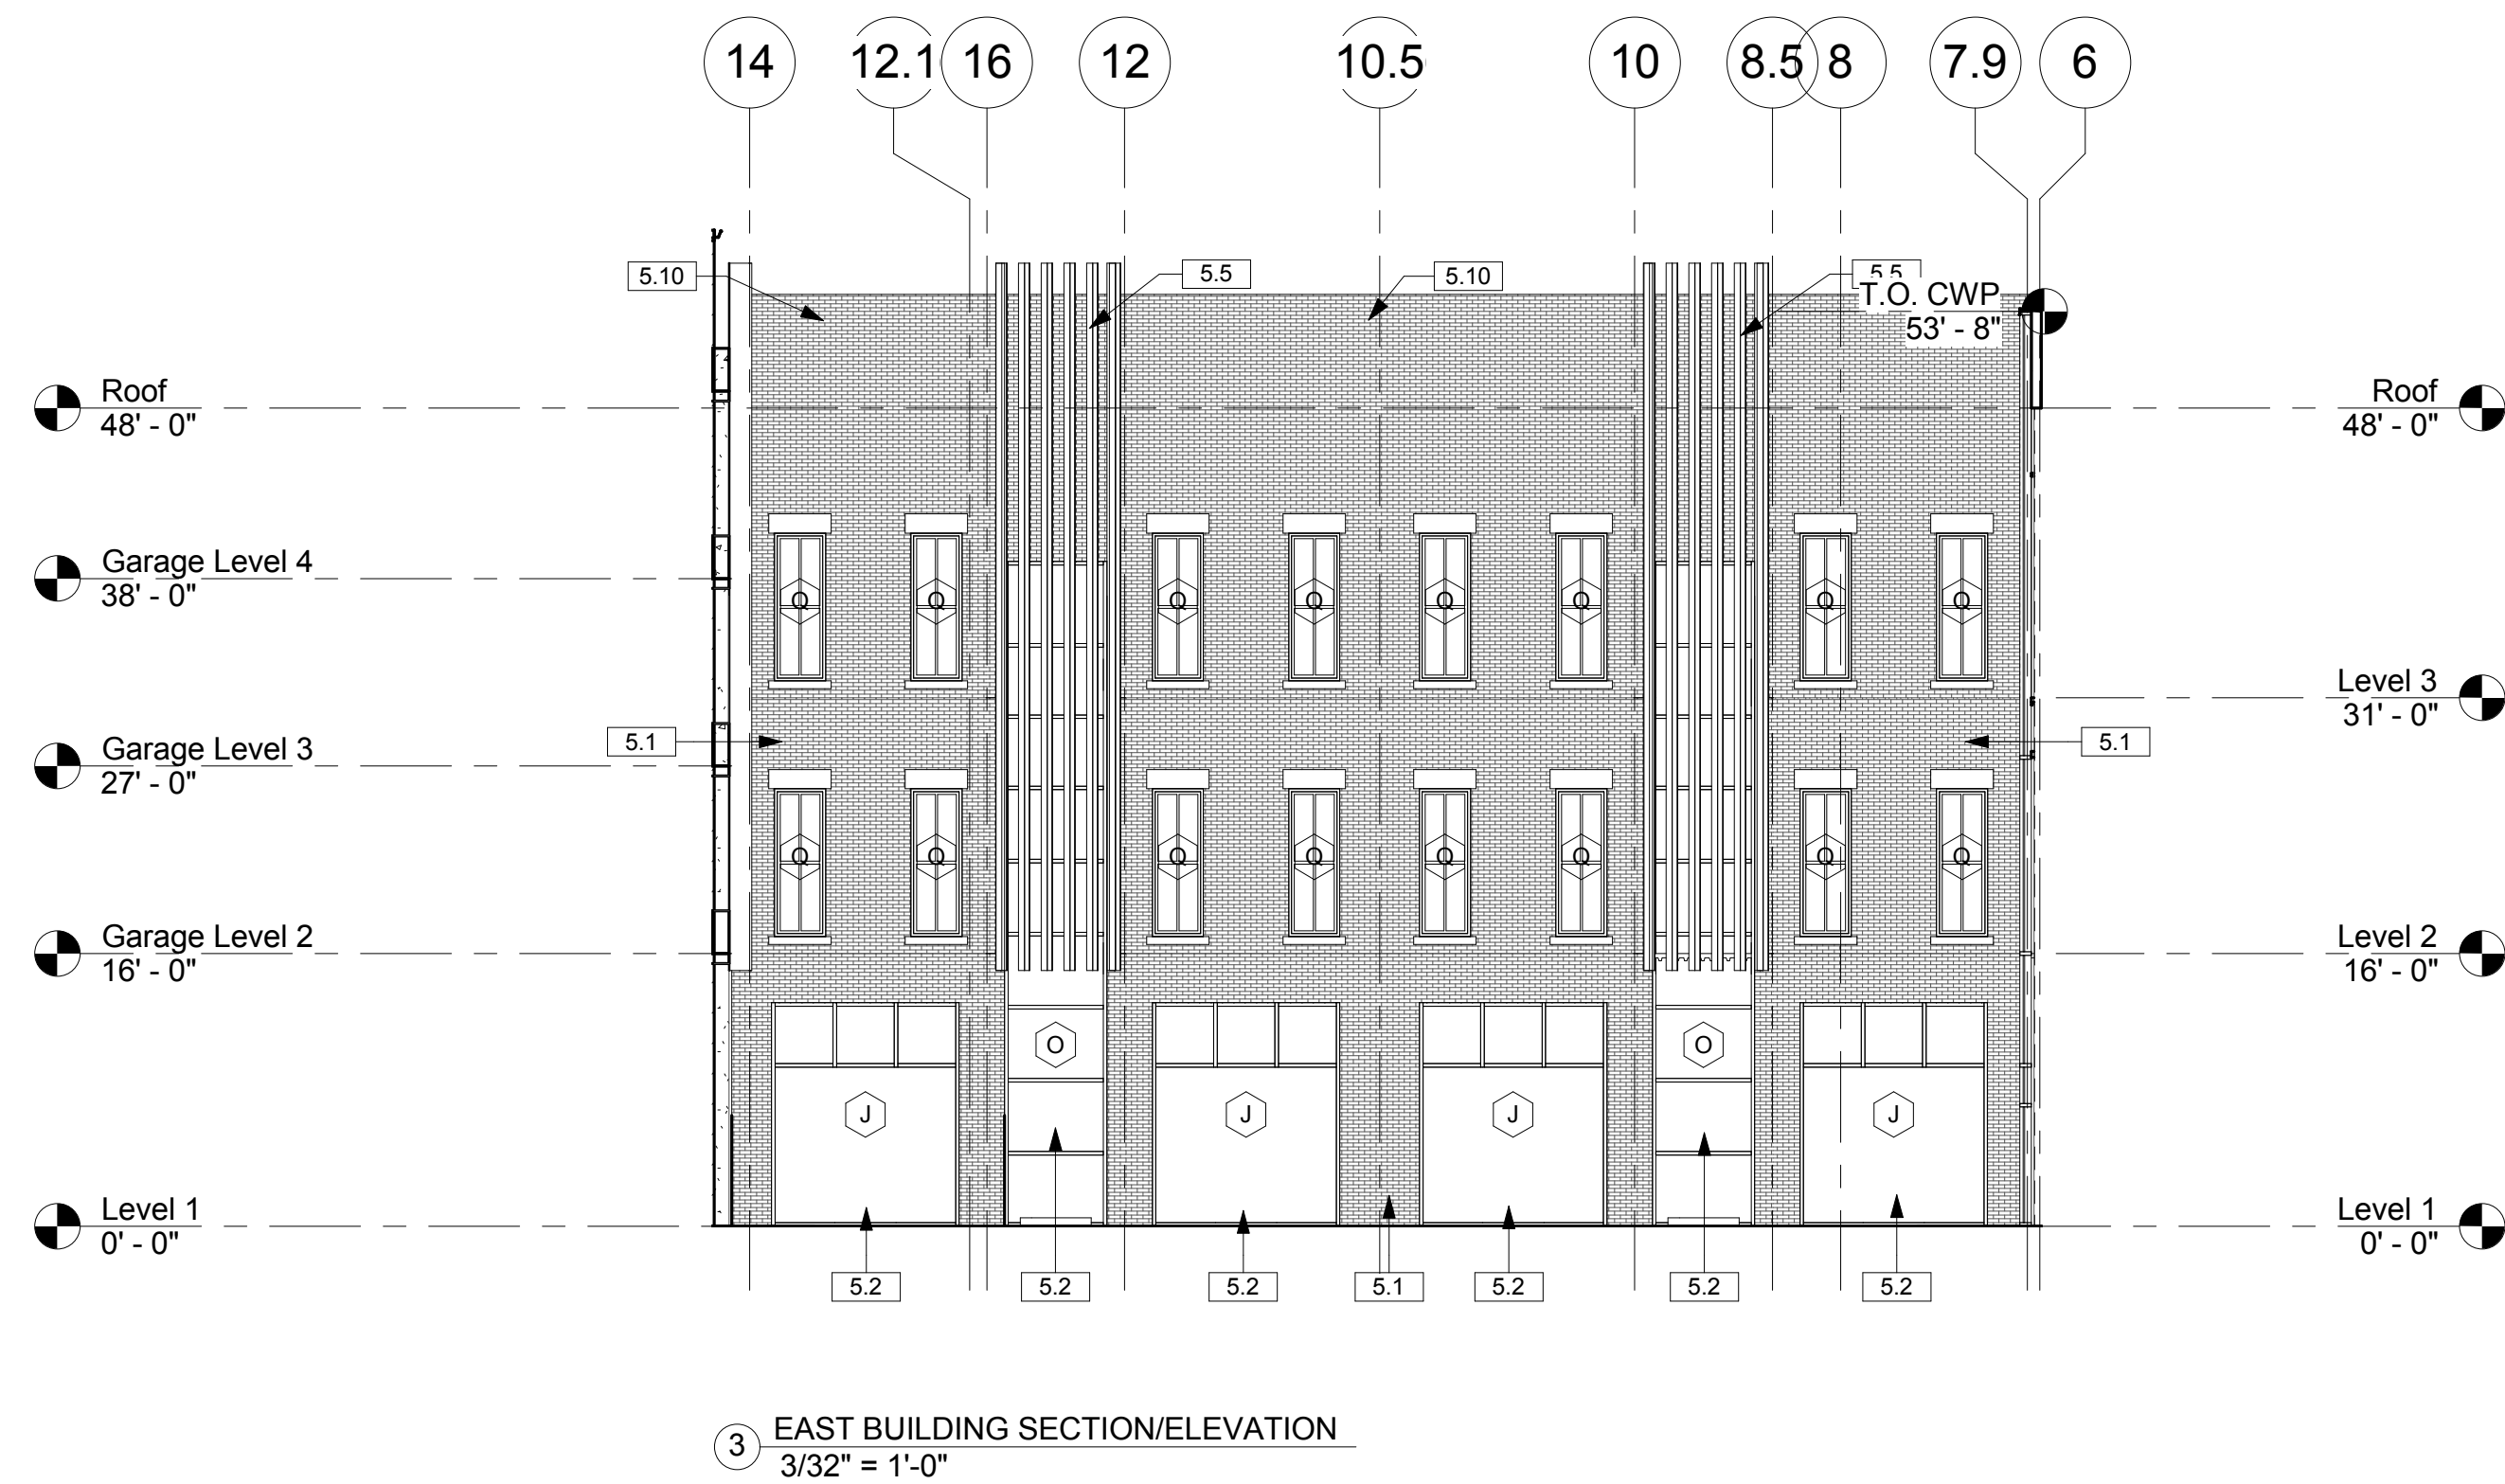 14 12.1 16 12 10.5 10 8.5 8 7.9 6
5.10 5.5 5.10 5.5
T.O. CWP
53' - 8"
Roof
48' - 0"
Roof
48' - 0"
Garage Level 4
38' - 0"
Q Q Q Q Q Q Q Q
Level 3
31' - 0"
Garage Level 3
27' - 0"
5.1 5.1
Q Q Q Q Q Q Q Q
Garage Level 2
16' - 0"
Level 2
16' - 0"
O O
J J J J
Level 1
0' - 0"
Level 1
0' - 0"
5.2 5.2 5.2 5.1 5.2 5.2 5.2
3 EAST BUILDING SECTION/ELEVATION
3/32" = 1'-0"